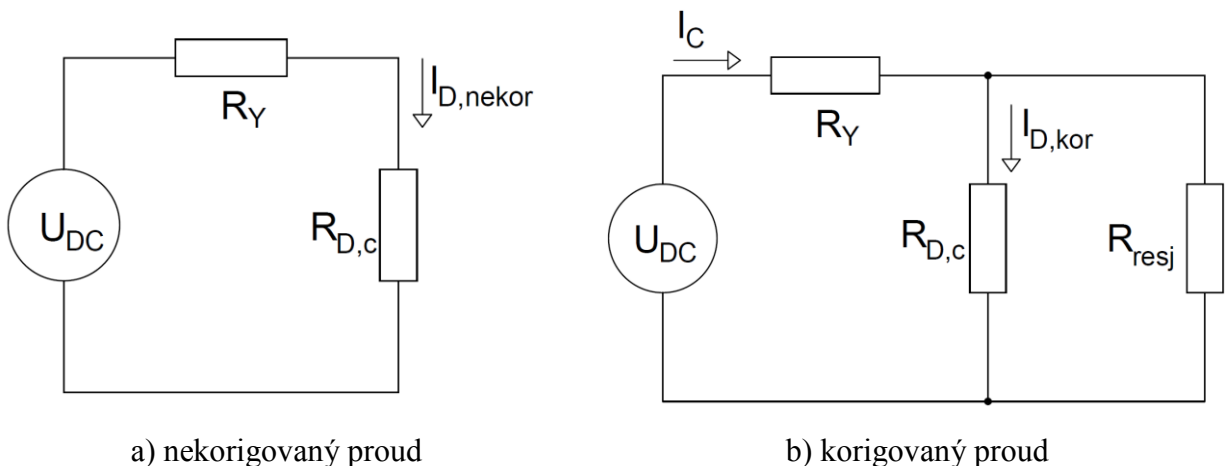 I_D,nekor
R_Y
U_DC
R_D,c
a) nekorigovaný proud
I_C
R_Y
I_D,kor
U_DC
R_D,c
R_resj
b) korigovaný proud